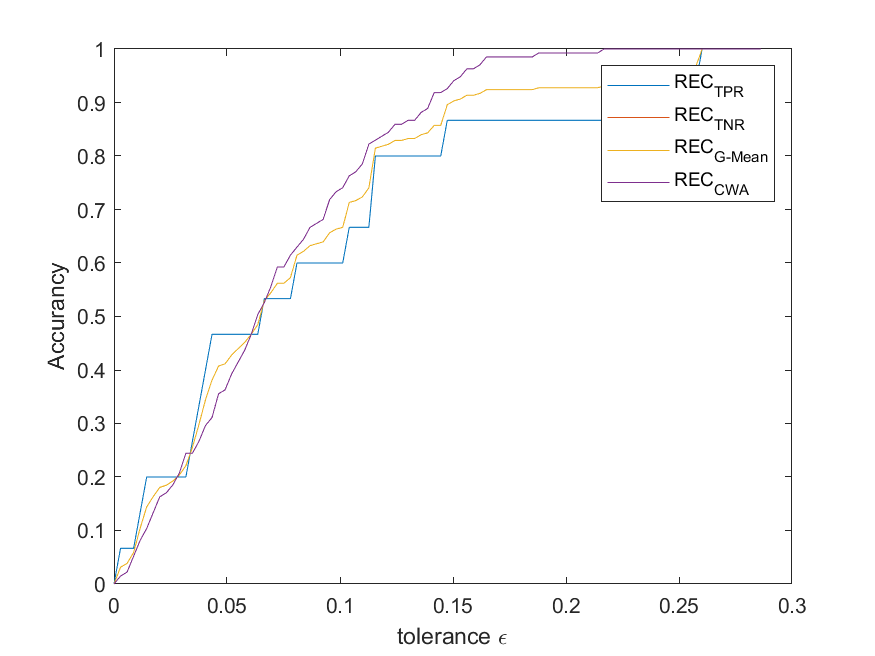 1
0.9
0.8
0.7
0.6
0.5
0.4
0.3
0.2
0.1
0
Accurancy
0 0.05 0.1 0.15 0.2 0.25 0.3
tolerance ϵ
REC_TPR
REC_TNR
REC_G-Mean
REC_CWA